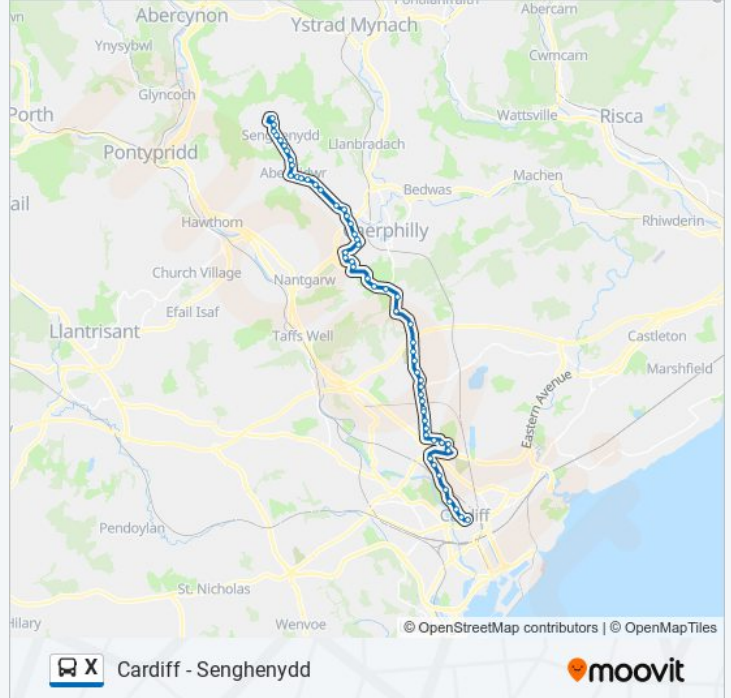 Pontllanfraith
Abercarn
Abercynon
Ystrad Mynach
Ynysybwl
Cwmcarn
Glyncoch
Wattsville
Risca
Porth
Senghenydd
Llanbradach
Pontypridd
Machen
Bedwas
ail
Hawthorn
erphilly
Rhiwderin
Church Village
Nantgarw
Efail Isaf
Llantrisant
Taffs Well
Castleton
Marshfield
Eastern Avenue
Cardiff
Pendoylan
St. Nicholas
Hilary
Wenvoe
© OpenStreetMap contributors | © OpenMapTiles
X Cardiff - Senghenydd
moovit